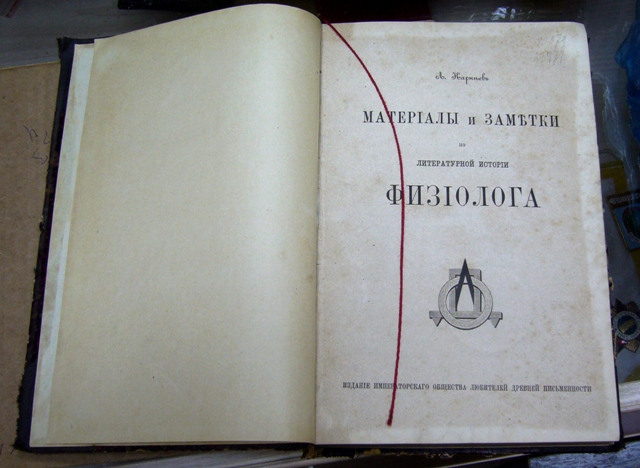 А. Карнѣевъ
МАТЕРІАЛЫ и ЗАМѢТКИ
по
ЛИТЕРАТУРНОЙ ИСТОРІИ
ФИЗІОЛОГА
ИЗДАНІЕ ИМПЕРАТОРСКАГО ОБЩЕСТВА ЛЮБИТЕЛЕЙ ДРЕВНЕЙ ПИСЬМЕННОСТИ